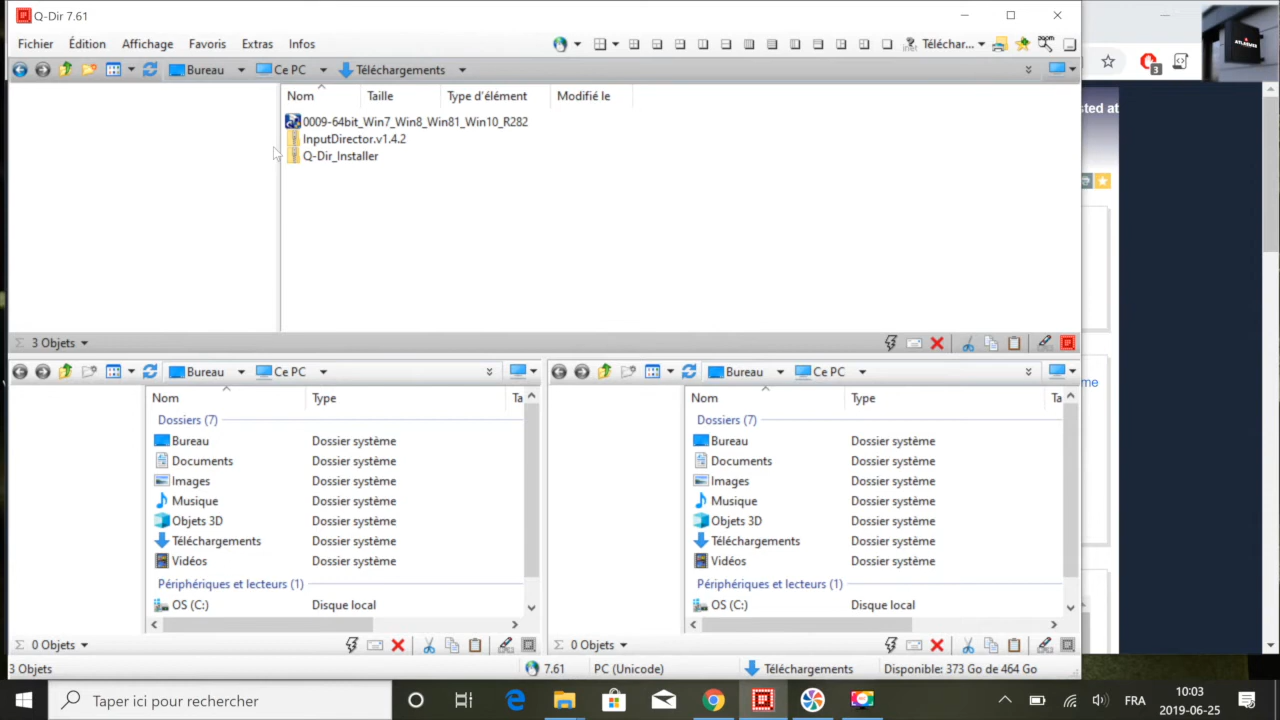 Q-Dir 7.61
Fichier Édition Affichage Favoris Extras Infos
Téléchar...
3
Bureau Ce PC Téléchargements
Nom Taille Type d'élément Modifié le
0009-64bit_Win7_Win8_Win81_Win10_R282
InputDirector.v1.4.2
Q-Dir_Installer
sted at
3 Objets
Bureau Ce PC
Nom Type Ta
Dossiers (7)
Bureau Dossier système
Documents Dossier système
Images Dossier système
Musique Dossier système
Objets 3D Dossier système
Téléchargements Dossier système
Vidéos Dossier système
Périphériques et lecteurs (1)
OS (C:) Disque local
0 Objets
Bureau Ce PC
Nom Type Ta
Dossiers (7)
Bureau Dossier système
Documents Dossier système
Images Dossier système
Musique Dossier système
Objets 3D Dossier système
Téléchargements Dossier système
Vidéos Dossier système
Périphériques et lecteurs (1)
OS (C:) Disque local
0 Objets
me
3 Objets 7.61 PC (Unicode) Téléchargements Disponible: 373 Go de 464 Go
Taper ici pour rechercher
FRA
10:03
2019-06-25